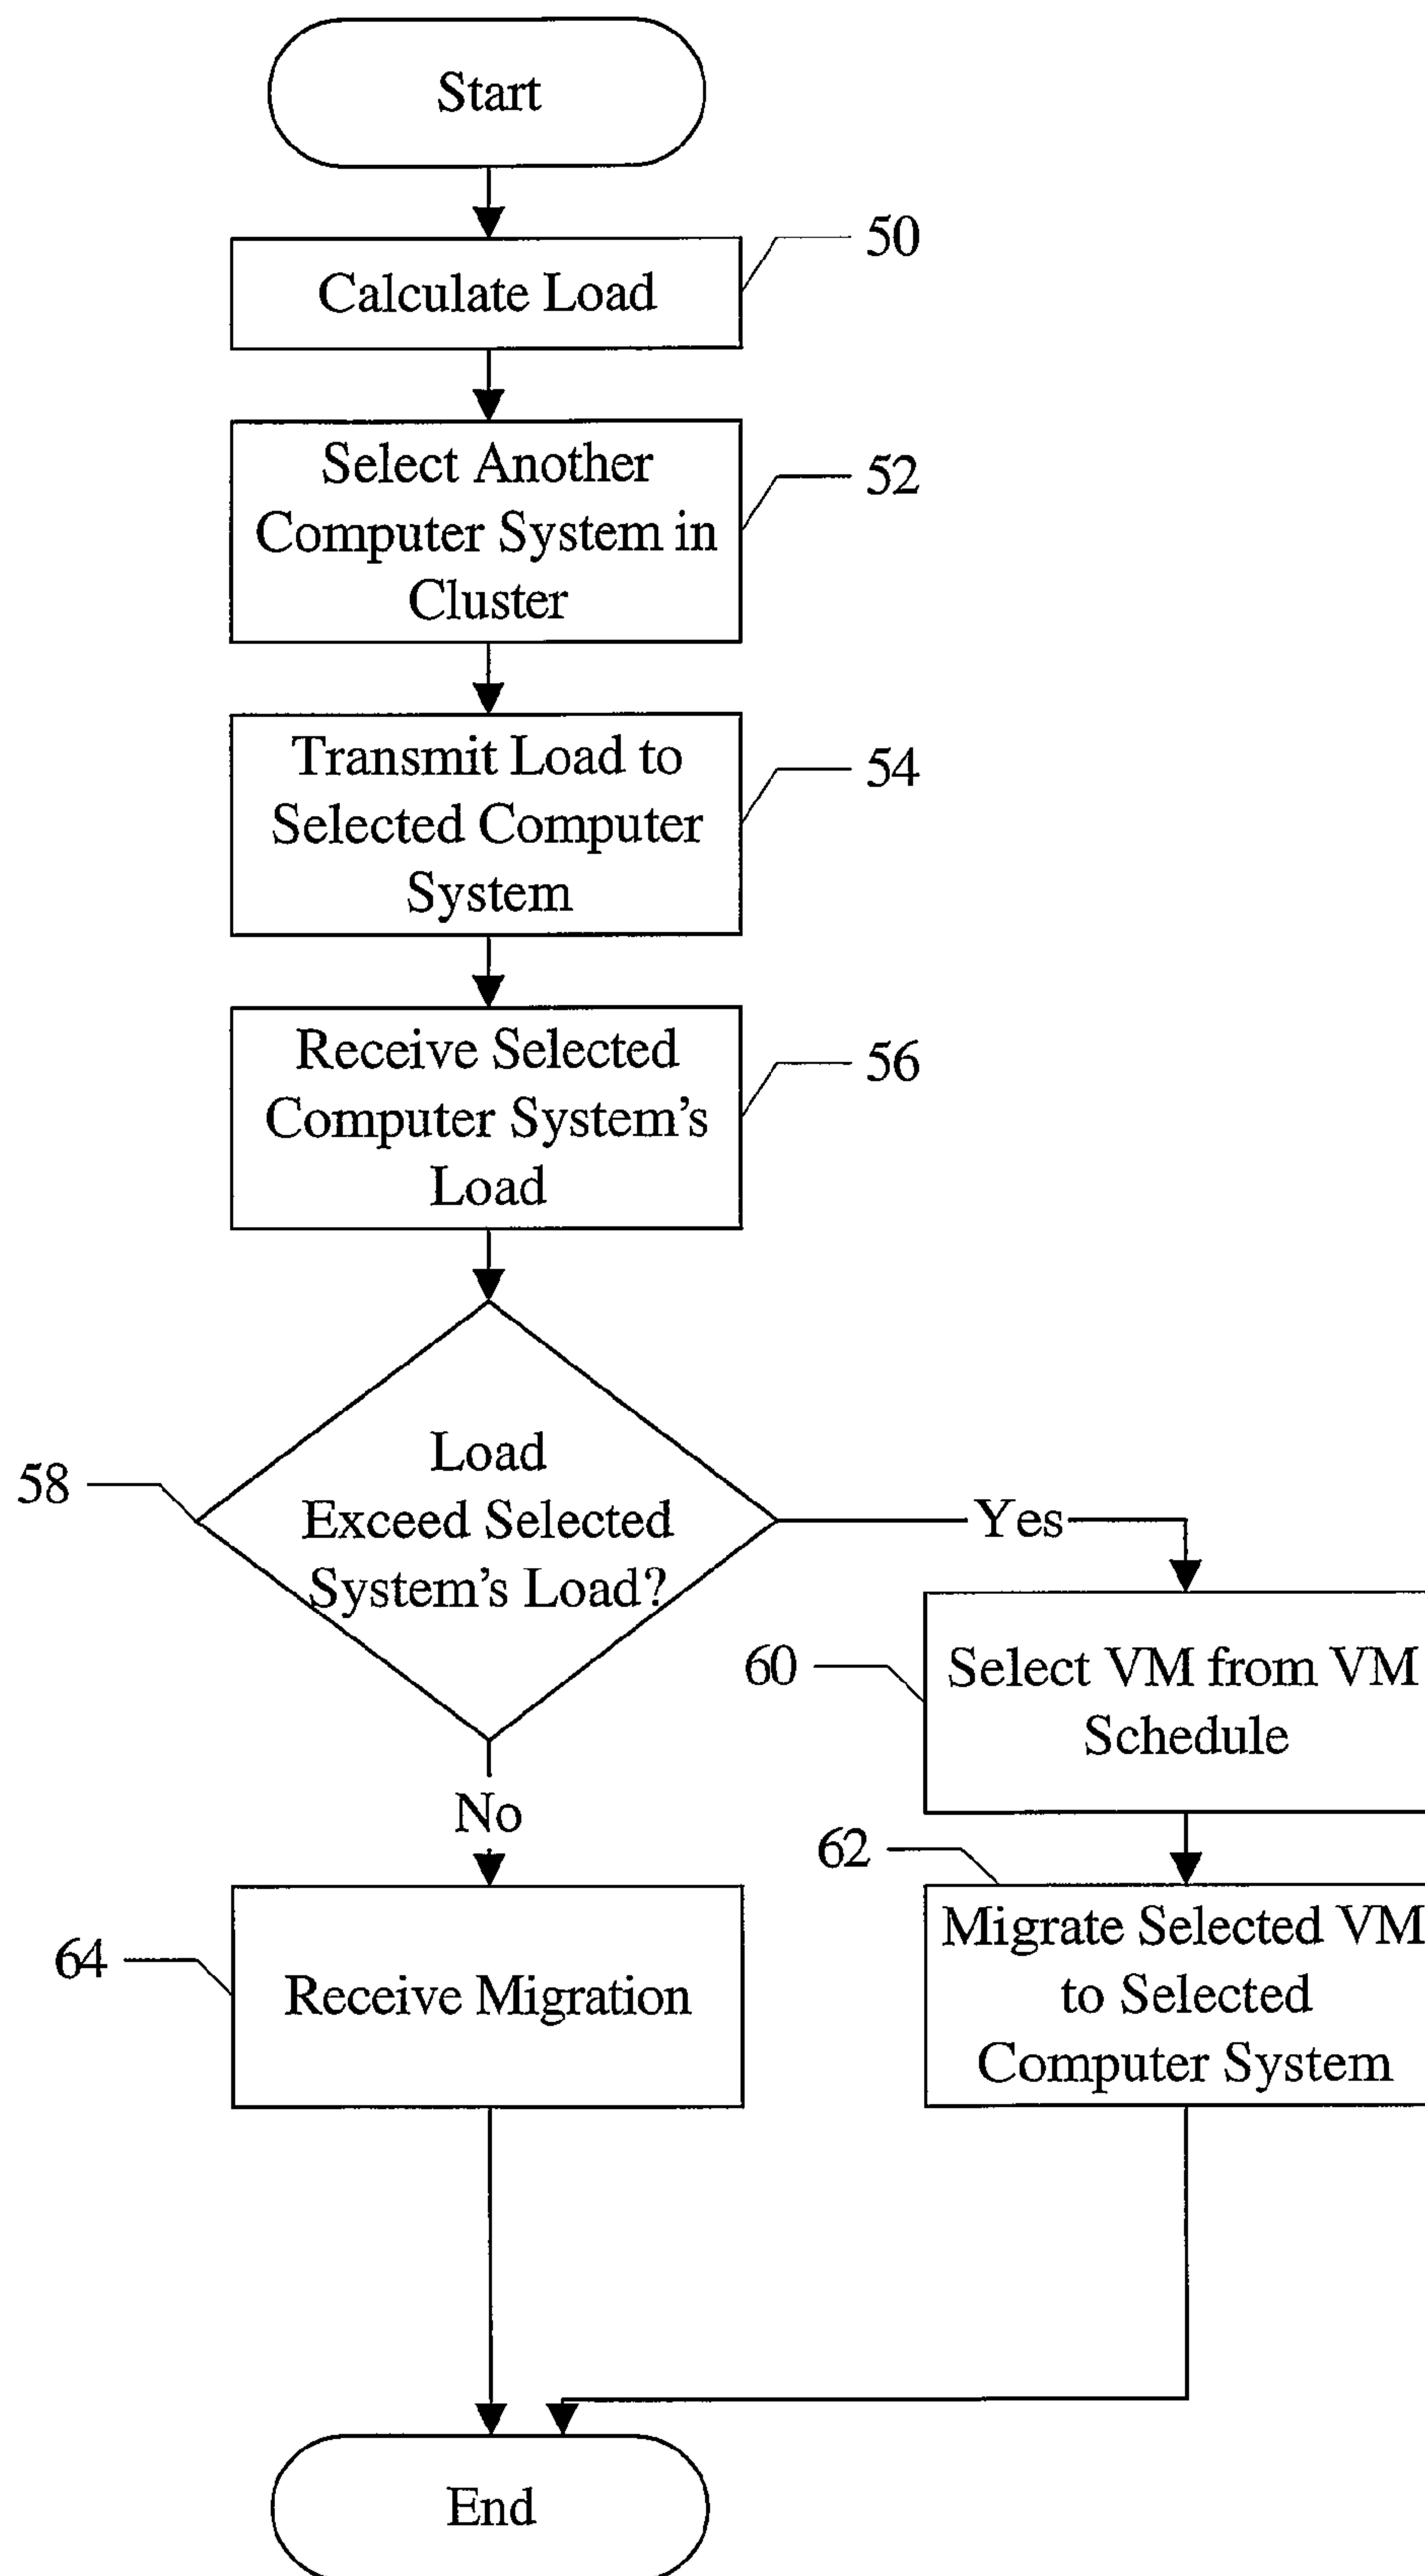 Start
50
Calculate Load
Select Another
52
Computer System in
Cluster
Transmit Load to
54
Selected Computer
System
Receive Selected
56
Computer System's
Load
58
Load
Exceed Selected
System's Load?
Yes
60
Select VM from VM
Schedule
No
62
64
Receive Migration
Migrate Selected VM
to Selected
Computer System
End